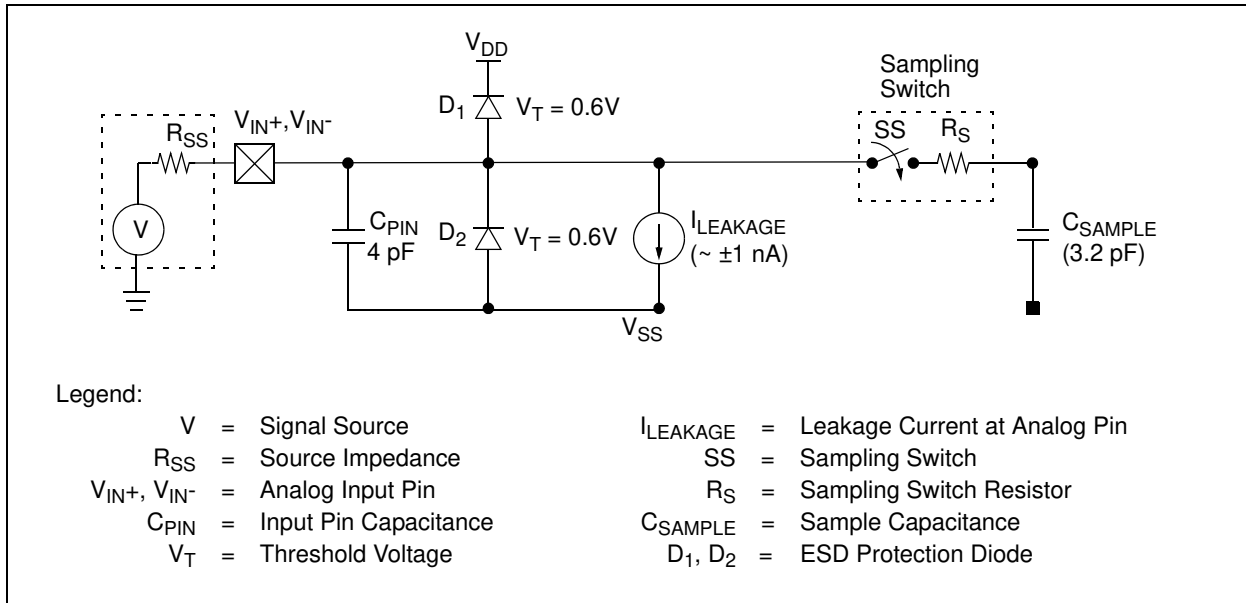 V_DD
Sampling
Switch
D_1 V_T = 0.6V
V_IN+,V_IN-
R_SS
SS R_S
V
C_PIN
4 pF
D_2 V_T = 0.6V
I_LEAKAGE
(~ ±1 nA)
C_SAMPLE
(3.2 pF)
V_SS
Legend:
V = Signal Source
R_SS = Source Impedance
V_IN+, V_IN- = Analog Input Pin
C_PIN = Input Pin Capacitance
V_T = Threshold Voltage
I_LEAKAGE = Leakage Current at Analog Pin
SS = Sampling Switch
R_S = Sampling Switch Resistor
C_SAMPLE = Sample Capacitance
D_1, D_2 = ESD Protection Diode